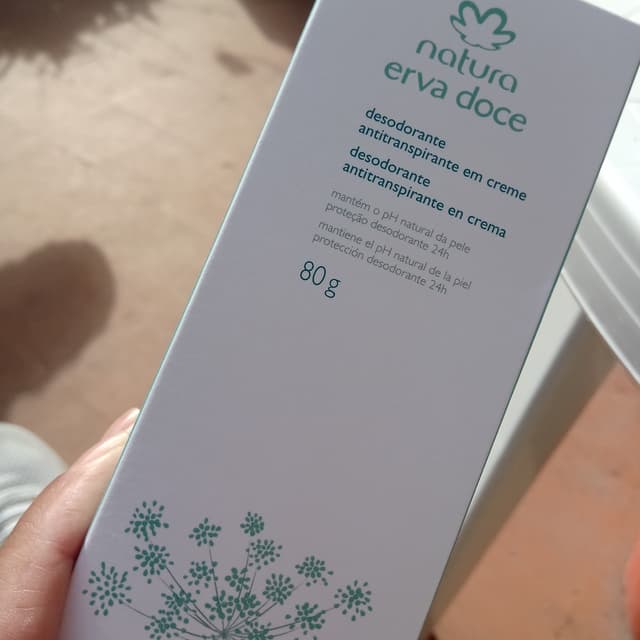 natura
erva doce
desodorante
antitranspirante em creme
desodorante
antitranspirante en crema
mantém o pH natural da pele
proteção desodorante 24h
mantiene el pH natural de la piel
protección desodorante 24h
80g